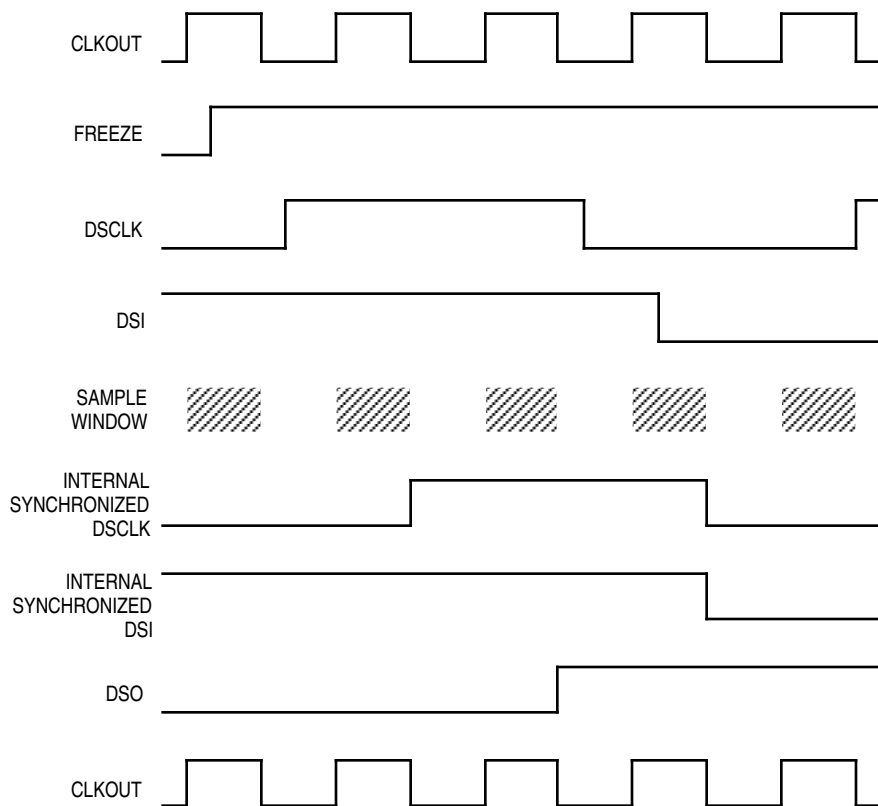 CLKOUT
FREEZE
DSCLK
DSI
SAMPLE
WINDOW
INTERNAL
SYNCHRONIZED
DSCLK
INTERNAL
SYNCHRONIZED
DSI
DSO
CLKOUT